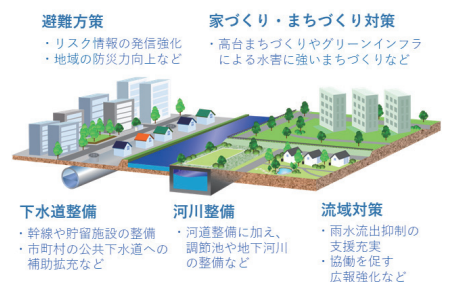 避難方策
・リスク情報の発信強化
・地域の防災力向上など
家づくり・まちづくり対策
・高台まちづくりやグリーンインフラ
による水害に強いまちづくりなど
下水道整備
・幹線や貯留施設の整備
・市町村の公共下水道への
補助拡充など
河川整備
・河道整備に加え、
調節池や地下河川
の整備など
流域対策
・雨水流出抑制の
支援充実
・協働を促す
広報強化など